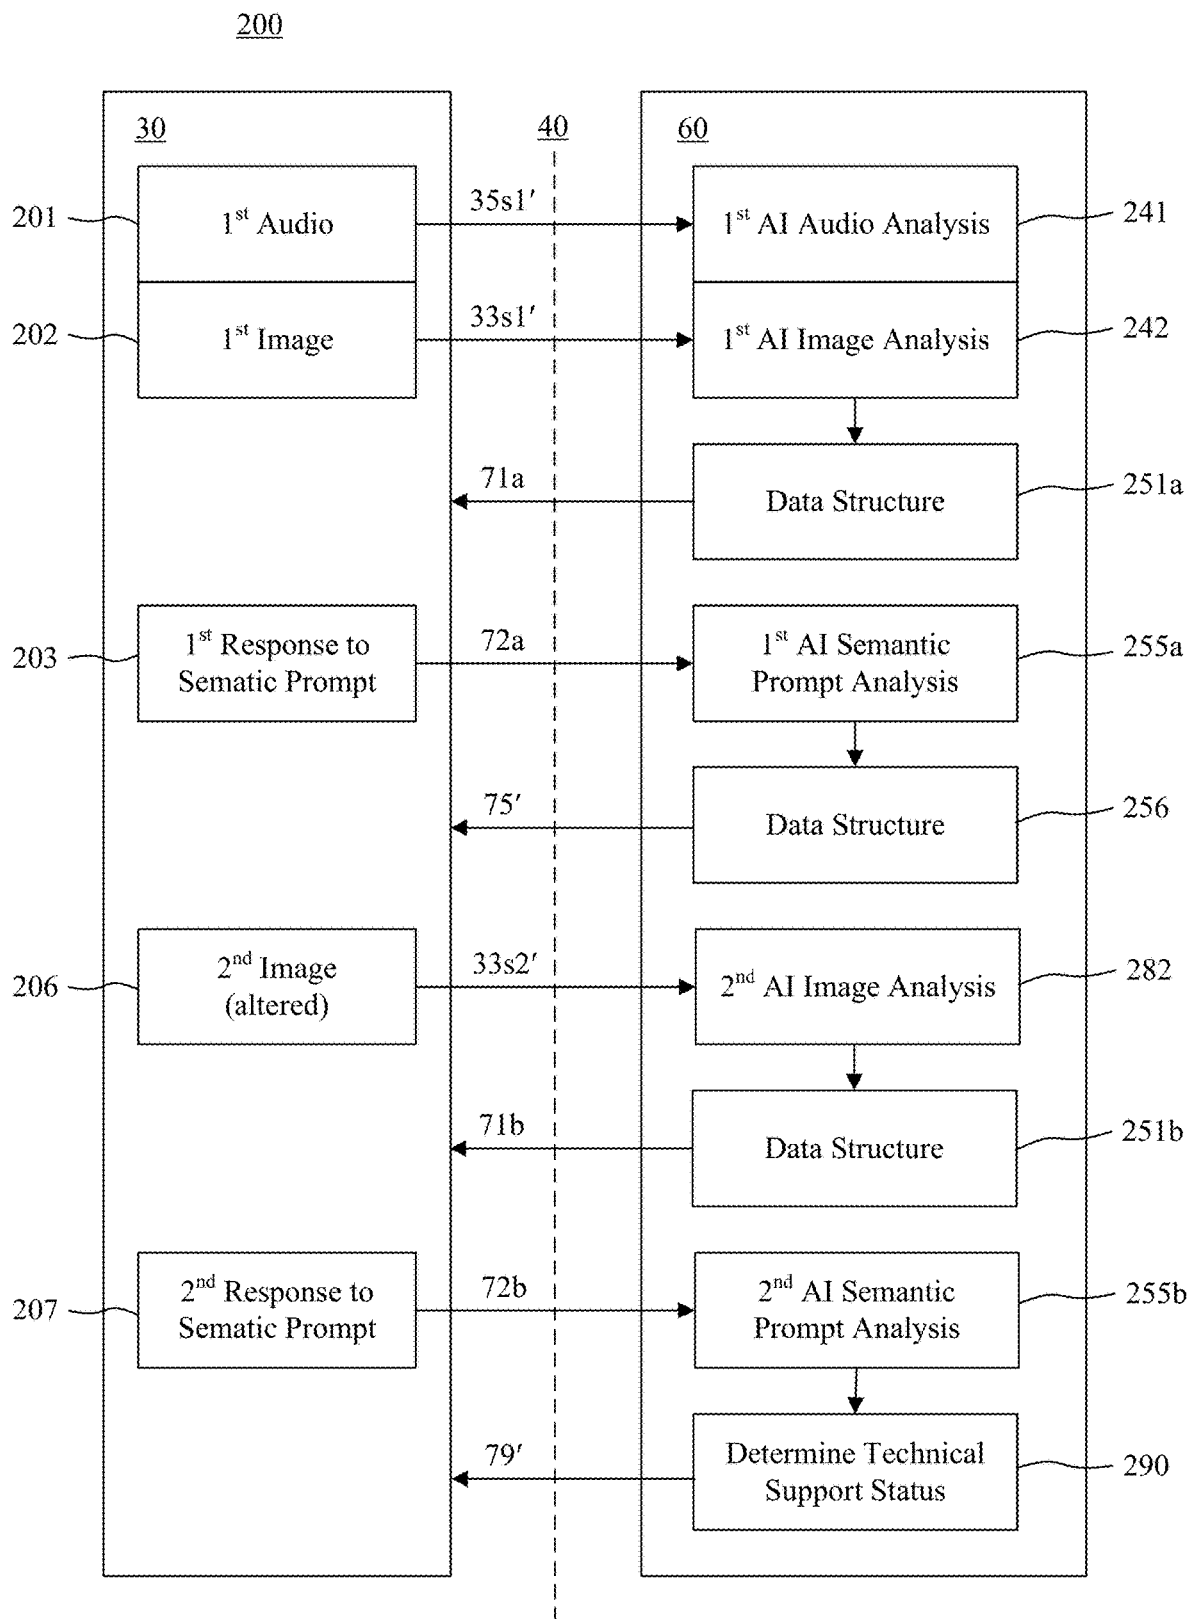 200
30
40
60
201
1st Audio
35s1′
1st AI Audio Analysis
241
202
1st Image
33s1′
1st AI Image Analysis
242
71a
Data Structure
251a
203
1st Response to
Sematic Prompt
72a
1st AI Semantic
Prompt Analysis
255a
75′
Data Structure
256
206
2nd Image
(altered)
33s2′
2nd AI Image Analysis
282
71b
Data Structure
251b
207
2nd Response to
Sematic Prompt
72b
2nd AI Semantic
Prompt Analysis
255b
79′
Determine Technical
Support Status
290